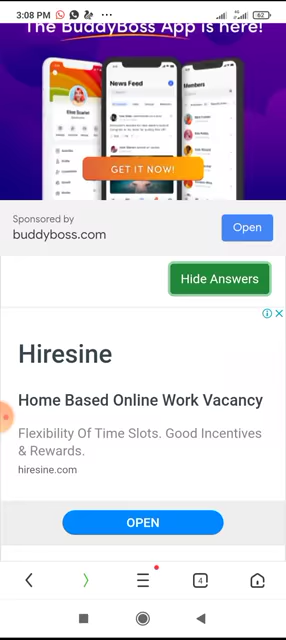 3:08 PM
4G
62
The BuddyBoss App is here!
News Feed
Members
GET IT NOW!
Sponsored by
buddyboss.com
Open
Hide Answers
Hiresine
Home Based Online Work Vacancy
Flexibility Of Time Slots. Good Incentives
& Rewards.
hiresine.com
OPEN
4